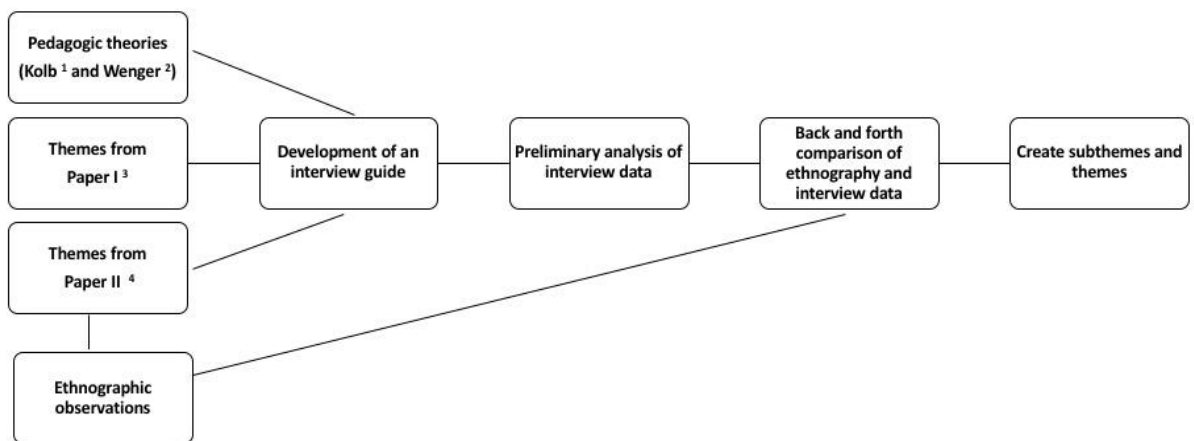 Pedagogic theories
(Kolb ¹ and Wenger ²)
Themes from
Paper I ³
Themes from
Paper II ⁴
Ethnographic
observations
Development of an
interview guide
Preliminary analysis of
interview data
Back and forth
comparison of
ethnography and
interview data
Create subthemes and
themes